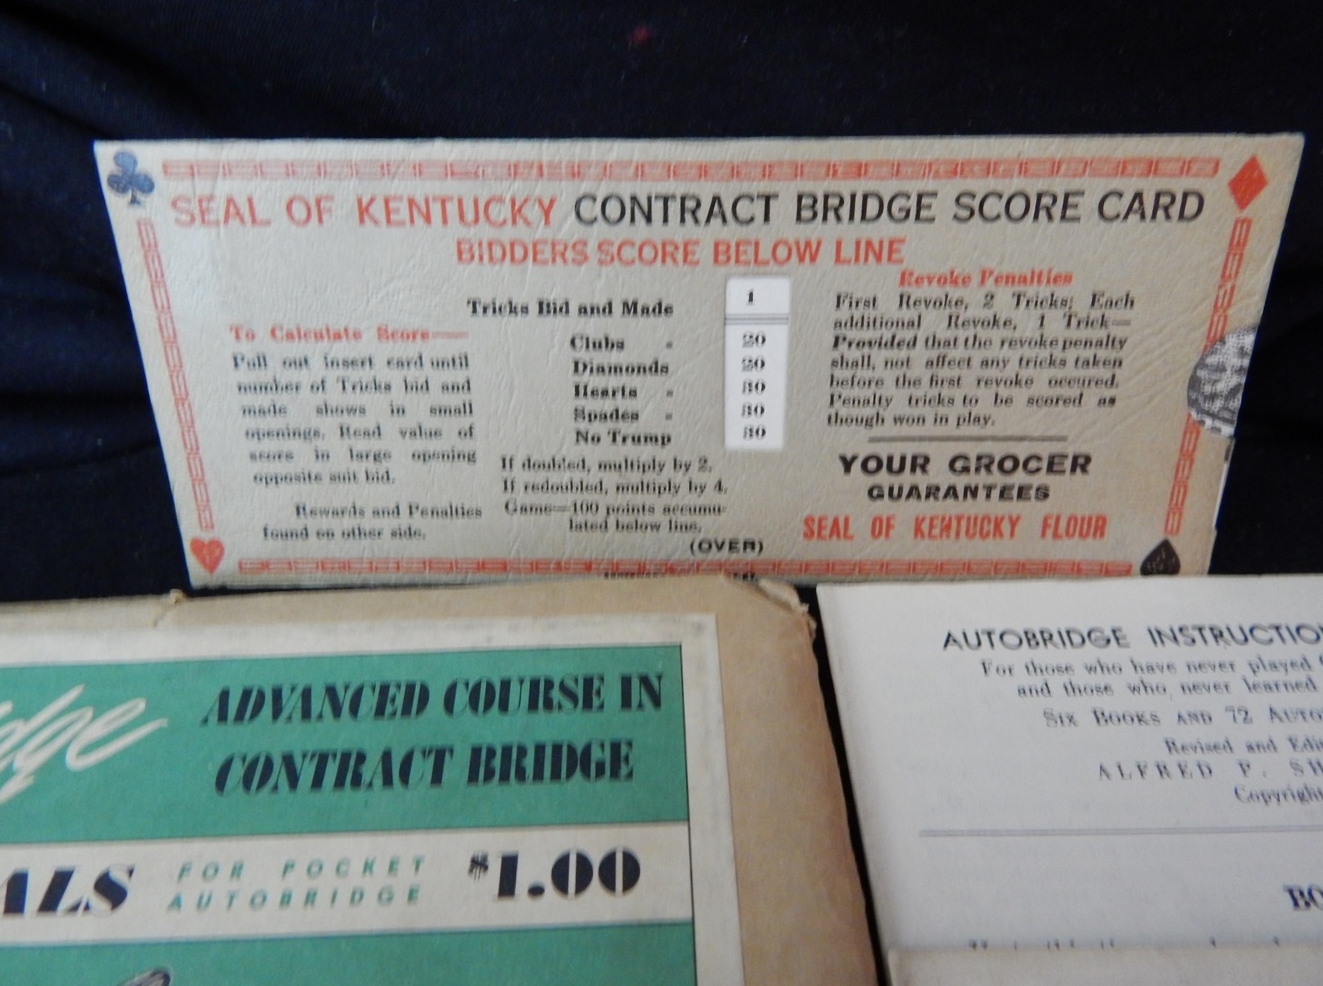 SEAL OF KENTUCKY CONTRACT BRIDGE SCORE CARD
BIDDERS SCORE BELOW LINE
To Calculate Score—
Pull out insert card until
number of Tricks bid and
made shows in small
openings. Read value of
score in large opening
opposite suit bid.
Rewards and Penalties
found on other side.
Tricks Bid and Made 1
Clubs - 20
Diamonds 20
Hearts - 30
Spades - 30
No Trump 30
If doubled, multiply by 2.
If redoubled, multiply by 4.
Game—100 points accumu-
lated below line.
(OVER)
Revoke Penalties
First Revoke, 2 Tricks; Each
additional Revoke, 1 Trick—
Provided that the revoke penalty
shall, not affect any tricks taken
before the first revoke occured.
Penalty tricks to be scored as
though won in play.
YOUR GROCER
GUARANTEES
SEAL OF KENTUCKY FLOUR
idge
ADVANCED COURSE IN
CONTRACT BRIDGE
ALS FOR POCKET
AUTOBRIDGE $1.00
AUTOBRIDGE INSTRUCTIO
For those who have never played
and those who never learned
SIX BOOKS AND 72 AUTO
Revised and Edi
ALFRED P. SH
Copyright
BO